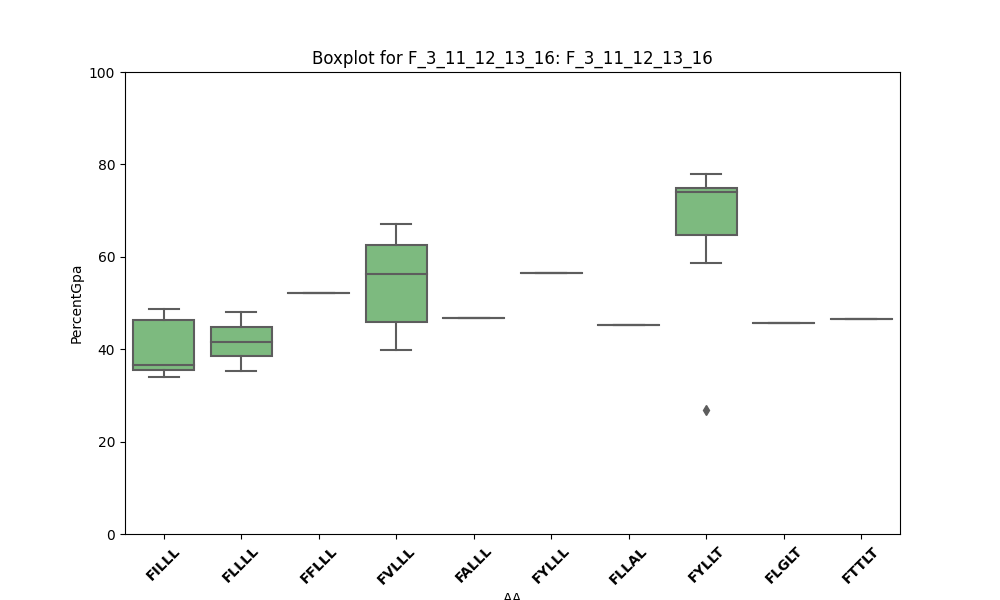 Boxplot for F_3_11_12_13_16: F_3_11_12_13_16
100
80
60
40
20
0
PercentGpa
FILLL FLLLL FFLLL FVLLL FALLL FYLLL FLLAL FYLLT FLGLT FTTLT
AA